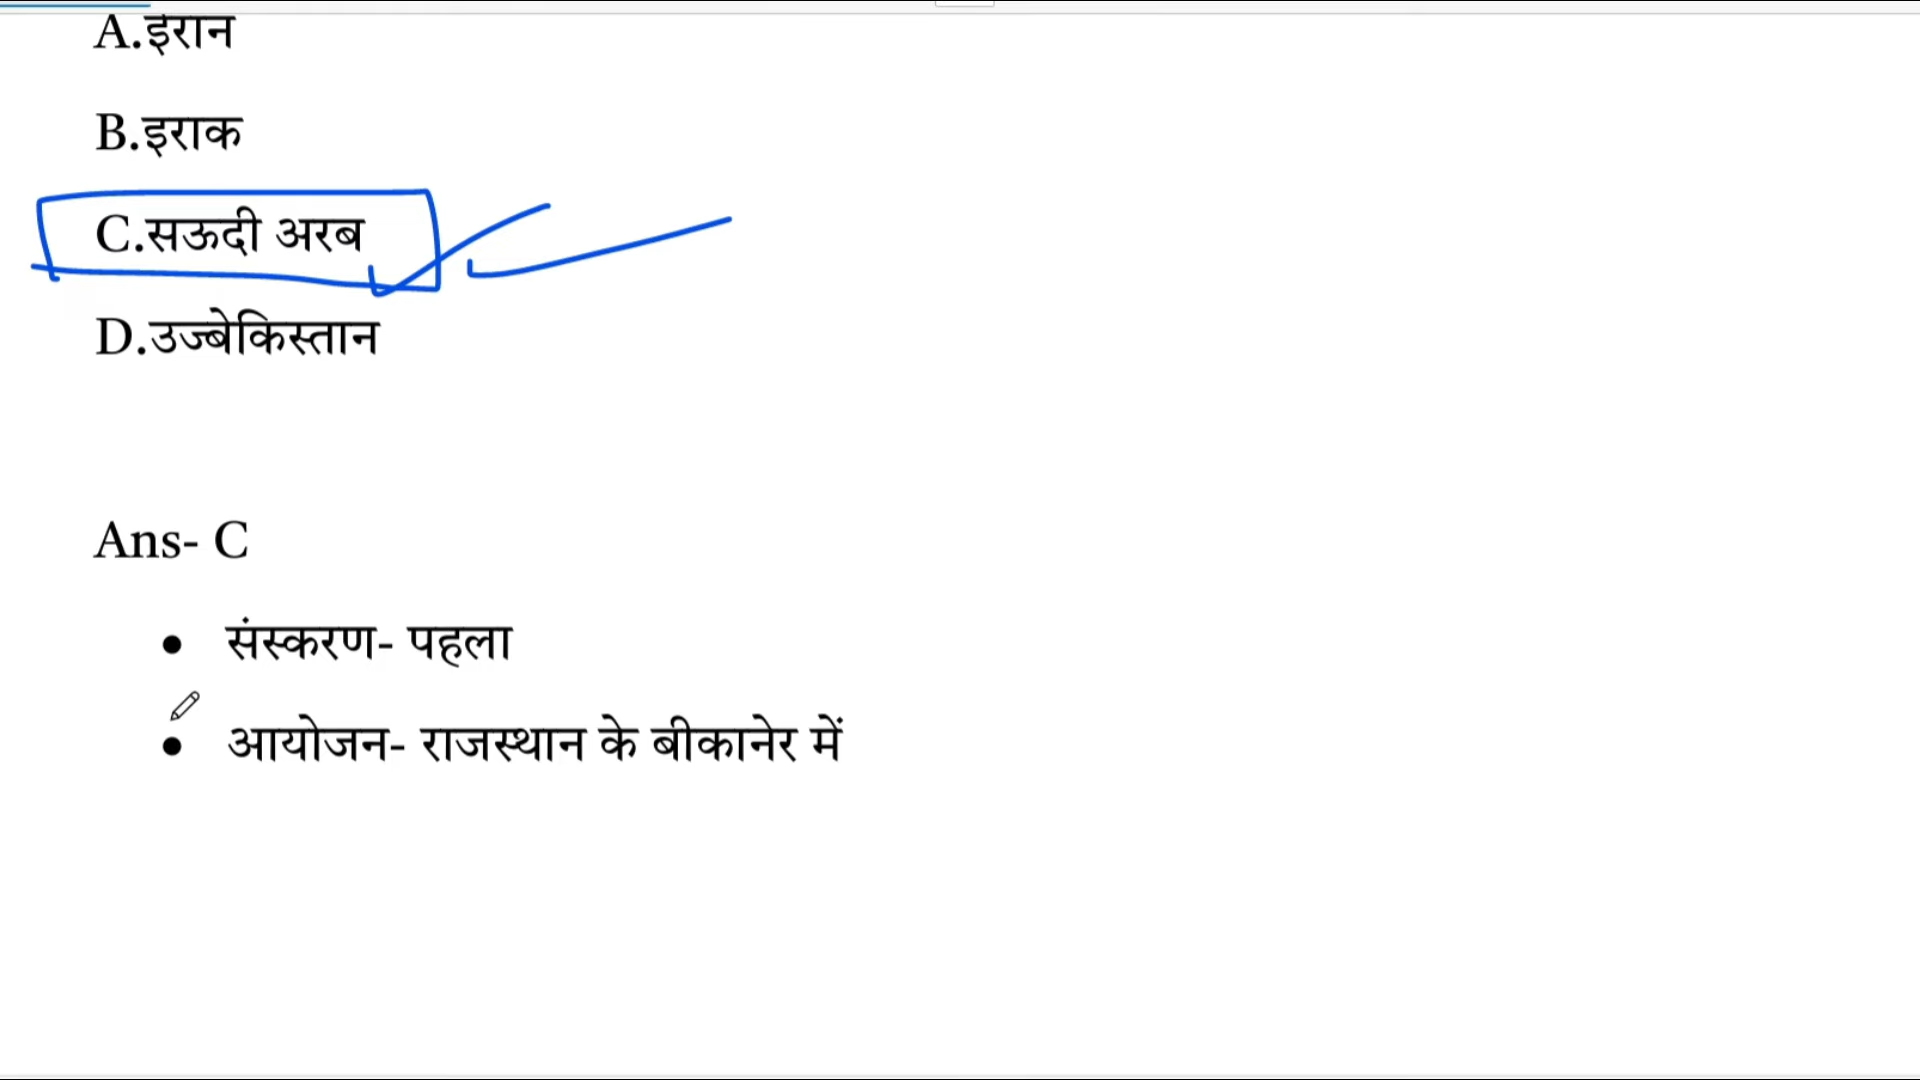 A.इरान
B.इराक
C.सऊदी अरब
D.उज्बेकिस्तान
Ans- C
• संस्करण- पहला
• आयोजन- राजस्थान के बीकानेर में